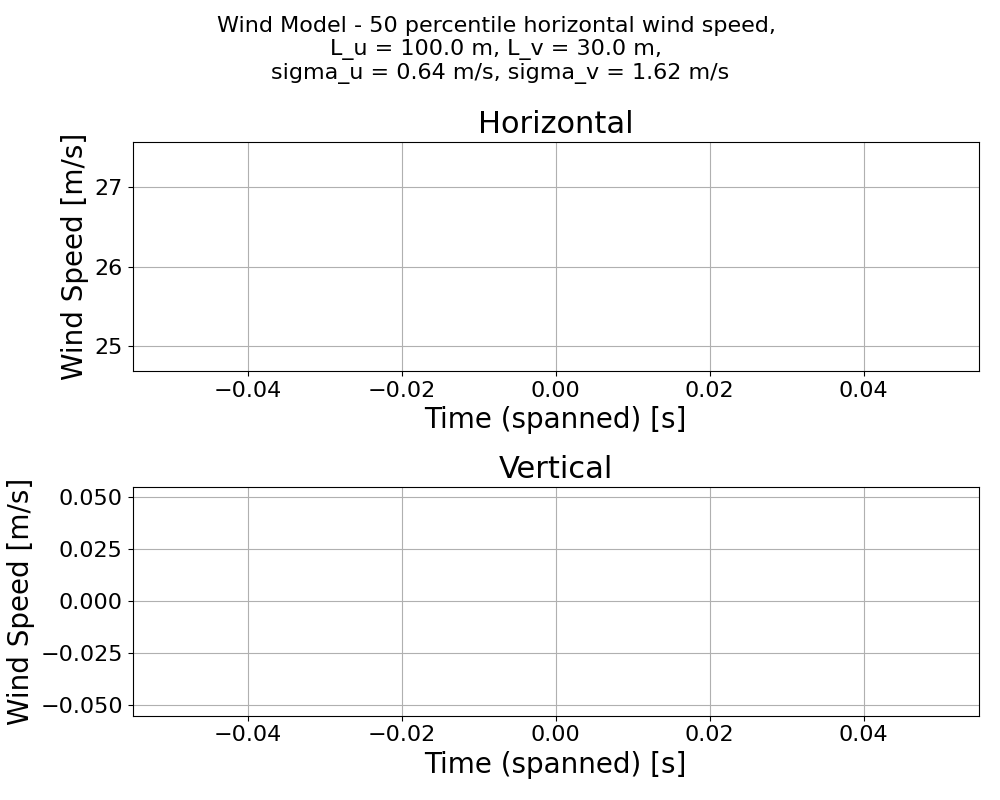 Wind Model - 50 percentile horizontal wind speed,
L_u = 100.0 m, L_v = 30.0 m,
sigma_u = 0.64 m/s, sigma_v = 1.62 m/s
Horizontal
Wind Speed [m/s]
27
26
25
−0.04 −0.02 0.00 0.02 0.04
Time (spanned) [s]
Vertical
Wind Speed [m/s]
0.050
0.025
0.000
−0.025
−0.050
−0.04 −0.02 0.00 0.02 0.04
Time (spanned) [s]